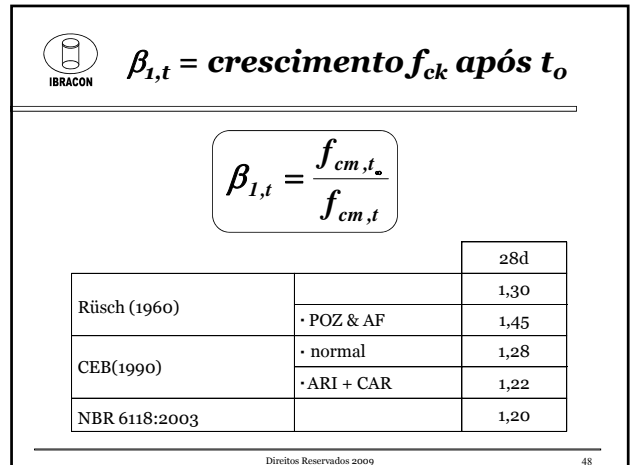 IBRACON
β1,t = crescimento fck após to
β1,t = fcm,t∞ / fcm,t
28d
Rüsch (1960) 1,30
· POZ & AF 1,45
CEB(1990) · normal 1,28
·ARI + CAR 1,22
NBR 6118:2003 1,20
Direitos Reservados 2009 48